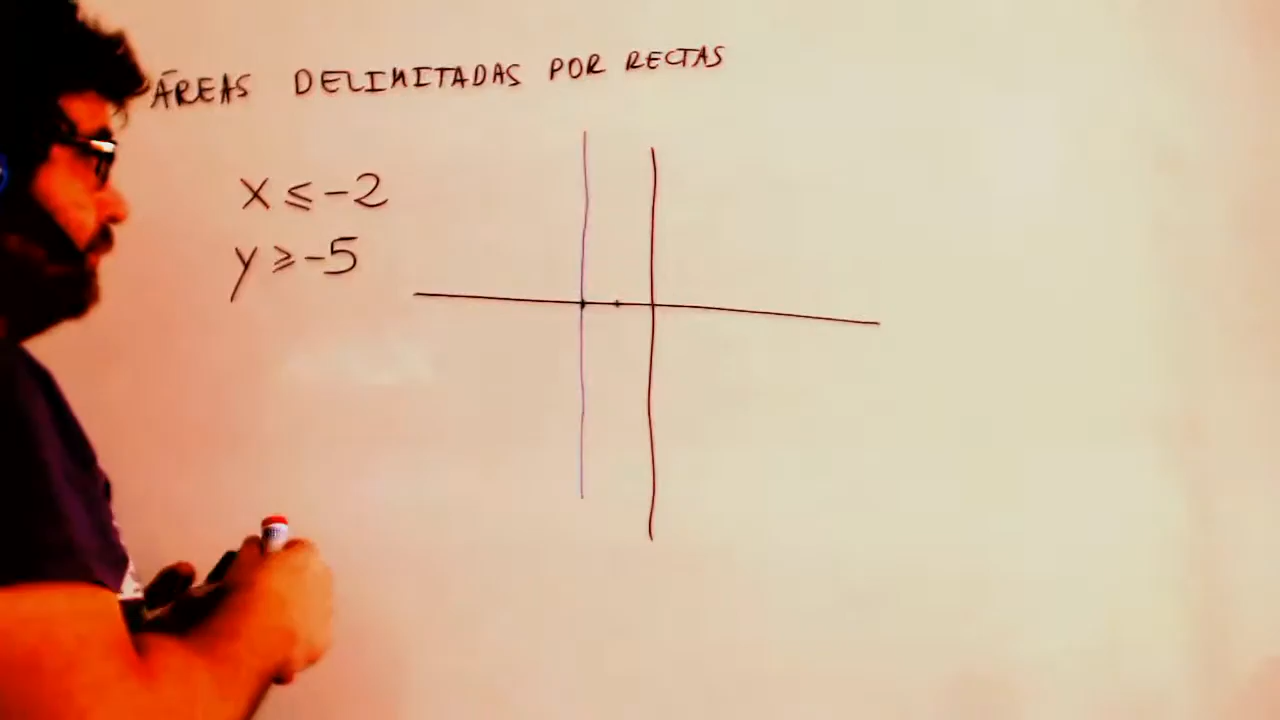 ÁREAS DELIMITADAS POR RECTAS
x ⩽ -2
y ⩾ -5